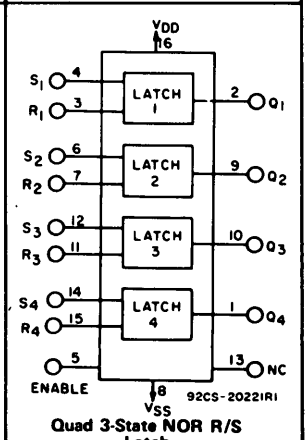 VDD
16
S1 4
R1 3
LATCH
1
2 Q1
S2 6
R2 7
LATCH
2
9 Q2
S3 12
R3 11
LATCH
3
10 Q3
S4 14
R4 15
LATCH
4
1 Q4
5
ENABLE
13 NC
8
VSS
92CS-20221R1
Quad 3-State NOR R/S
Latch